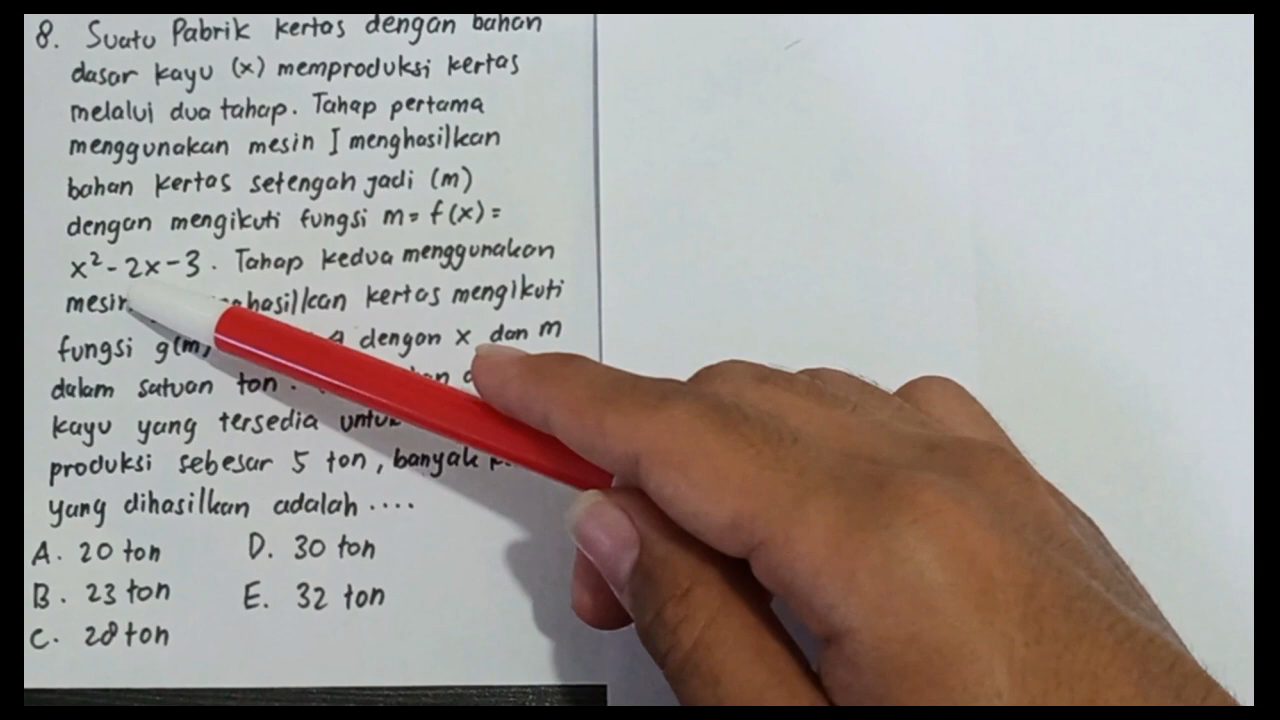 8. Suatu Pabrik kertas dengan bahan
dasar kayu (x) memproduksi kertas
melalui dua tahap. Tahap pertama
menggunakan mesin I menghasilkan
bahan kertas setengah jadi (m)
dengan mengikuti fungsi m = f(x) =
x² - 2x - 3. Tahap kedua menggunakan
kertas mengikuti
fungsi dengan x dan m
dalam satuan ton.
kayu yang tersedia
produksi sebesar 5 ton, banyak
yang dihasilkan adalah ....
A. 20 ton D. 30 ton
B. 23 ton E. 32 ton
C. 28 ton